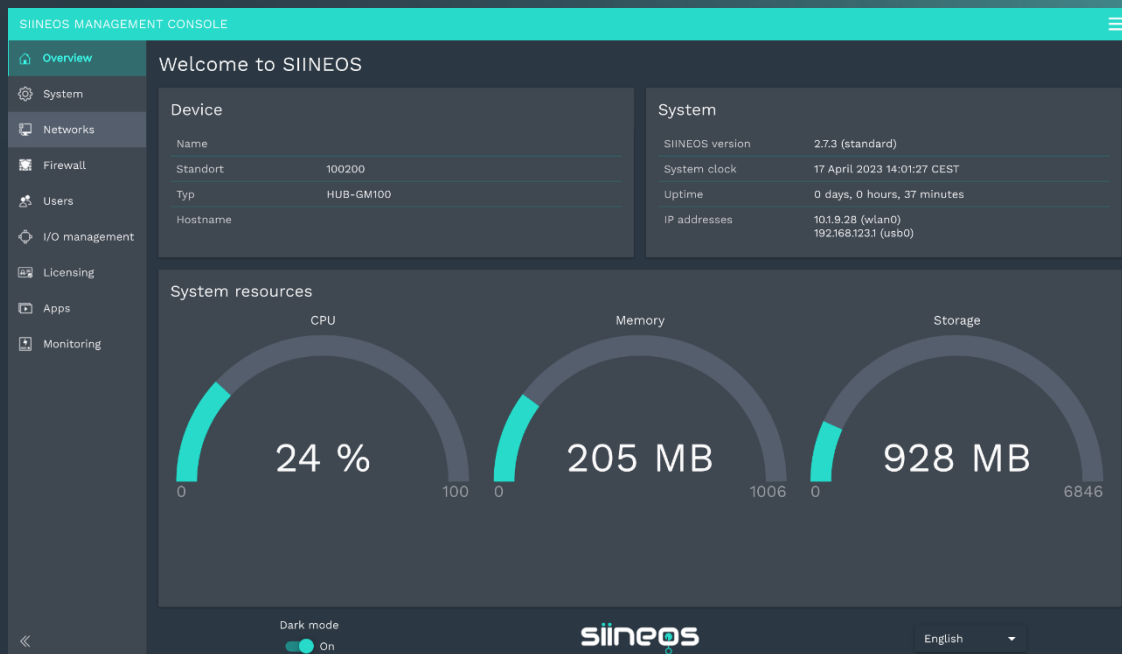 SIINEOS MANAGEMENT CONSOLE
Overview
System
Networks
Firewall
Users
I/O management
Licensing
Apps
Monitoring
Welcome to SIINEOS
Device
Name
Standort 100200
Typ HUB-GM100
Hostname
System
SIINEOS version 2.7.3 (standard)
System clock 17 April 2023 14:01:27 CEST
Uptime 0 days, 0 hours, 37 minutes
IP addresses 10.1.9.28 (wlan0)
192.168.123.1 (usb0)
System resources
CPU
24 %
0 100
Memory
205 MB
0 1006
Storage
928 MB
0 6846
Dark mode
On
siineos
English